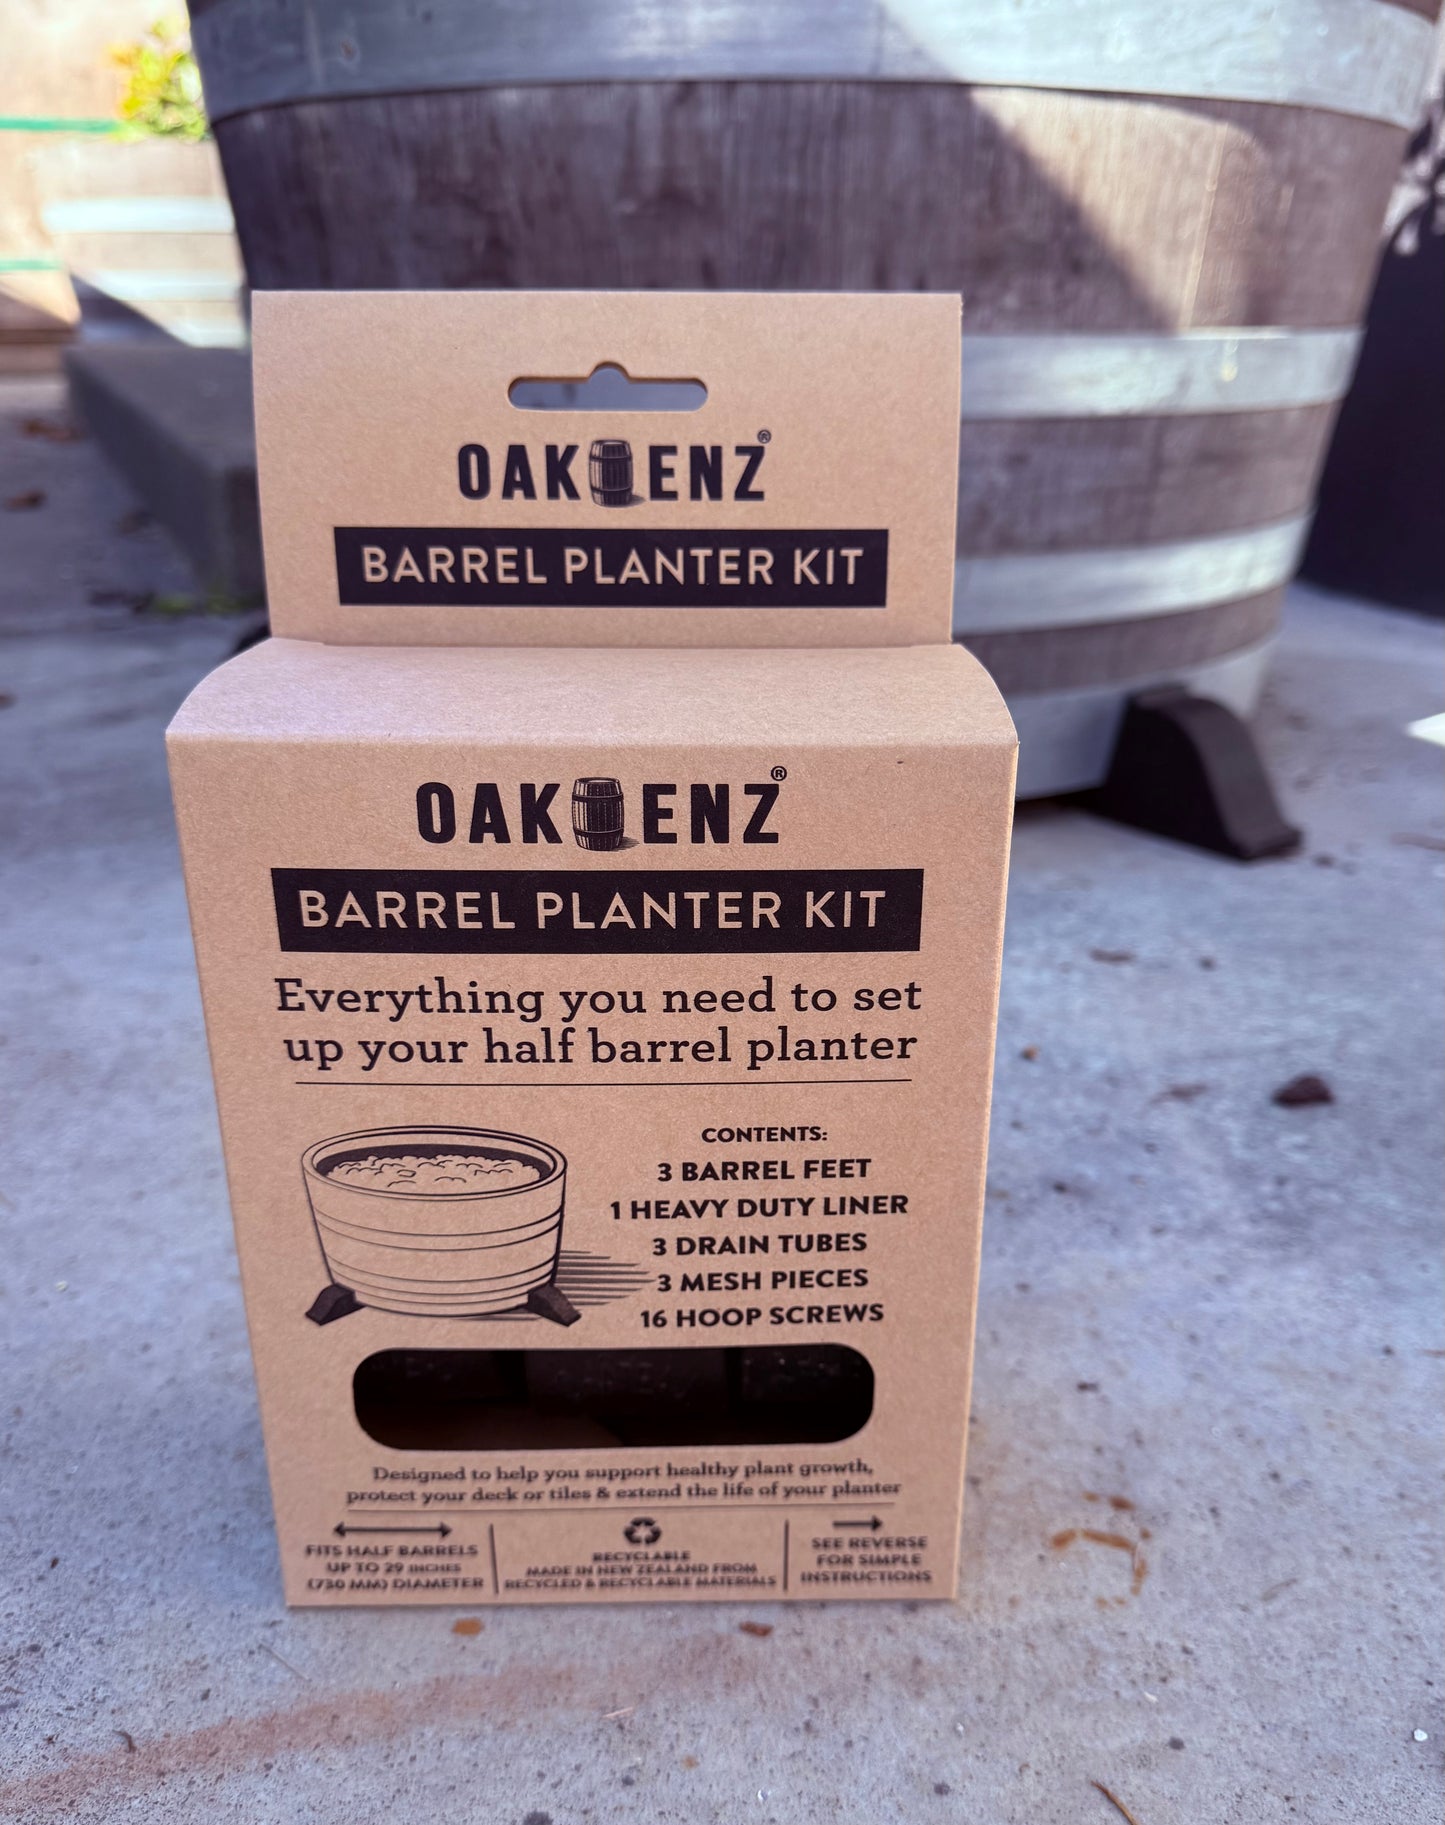 OAK ENZ®
BARREL PLANTER KIT
OAK ENZ®
BARREL PLANTER KIT
Everything you need to set
up your half barrel planter
CONTENTS:
3 BARREL FEET
1 HEAVY DUTY LINER
3 DRAIN TUBES
3 MESH PIECES
16 HOOP SCREWS
Designed to help you support healthy plant growth,
protect your deck or tiles & extend the life of your planter
FITS HALF BARRELS
UP TO 29 INCHES
(730 MM) DIAMETER
RECYCLABLE
MADE IN NEW ZEALAND FROM
RECYCLED & RECYCLABLE MATERIALS
SEE REVERSE
FOR SIMPLE
INSTRUCTIONS